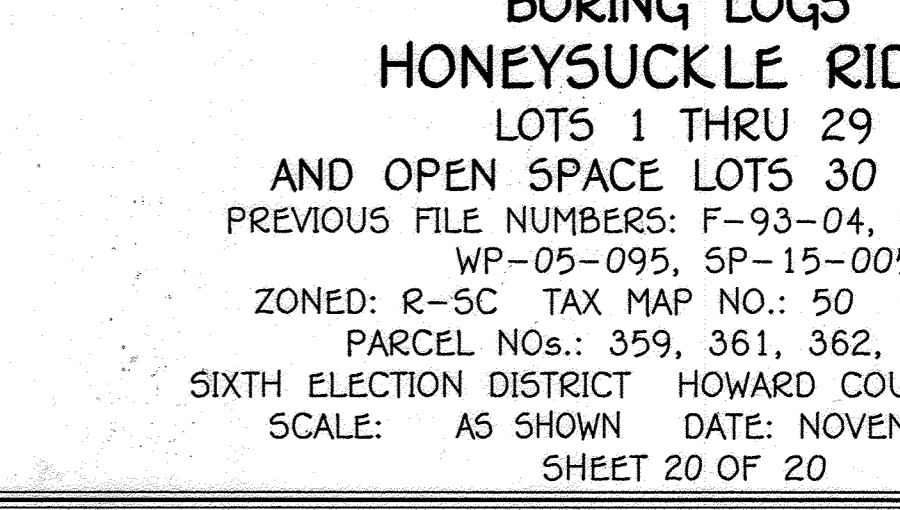 BORING LOGS
HONEYSUCKLE RID
LOTS 1 THRU 29
AND OPEN SPACE LOTS 30
PREVIOUS FILE NUMBERS: F-93-04,
WP-05-095, SP-15-005
ZONED: R-SC TAX MAP NO.: 50
PARCEL NOs.: 359, 361, 362,
SIXTH ELECTION DISTRICT HOWARD COU
SCALE: AS SHOWN DATE: NOVEN
SHEET 20 OF 20